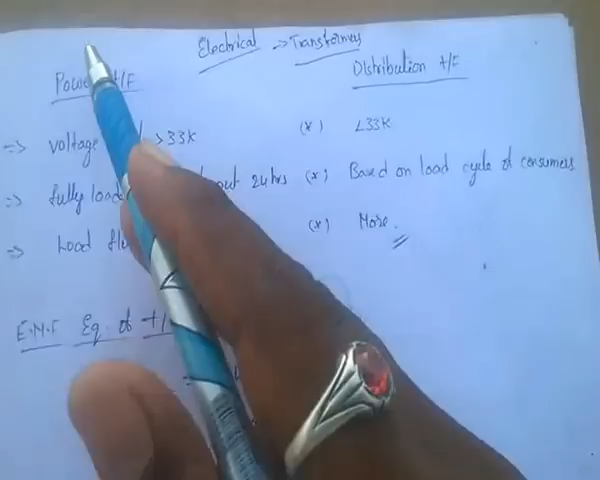 Electrical → Transformers
Power t/F
Distribution t/F
⇒ voltage >33K
(x) <33K
⇒ fully load out 24 hrs
(x) Based on load cycle of consumers
⇒ Load flu
(x) More.
E.M.F Eq. of t/